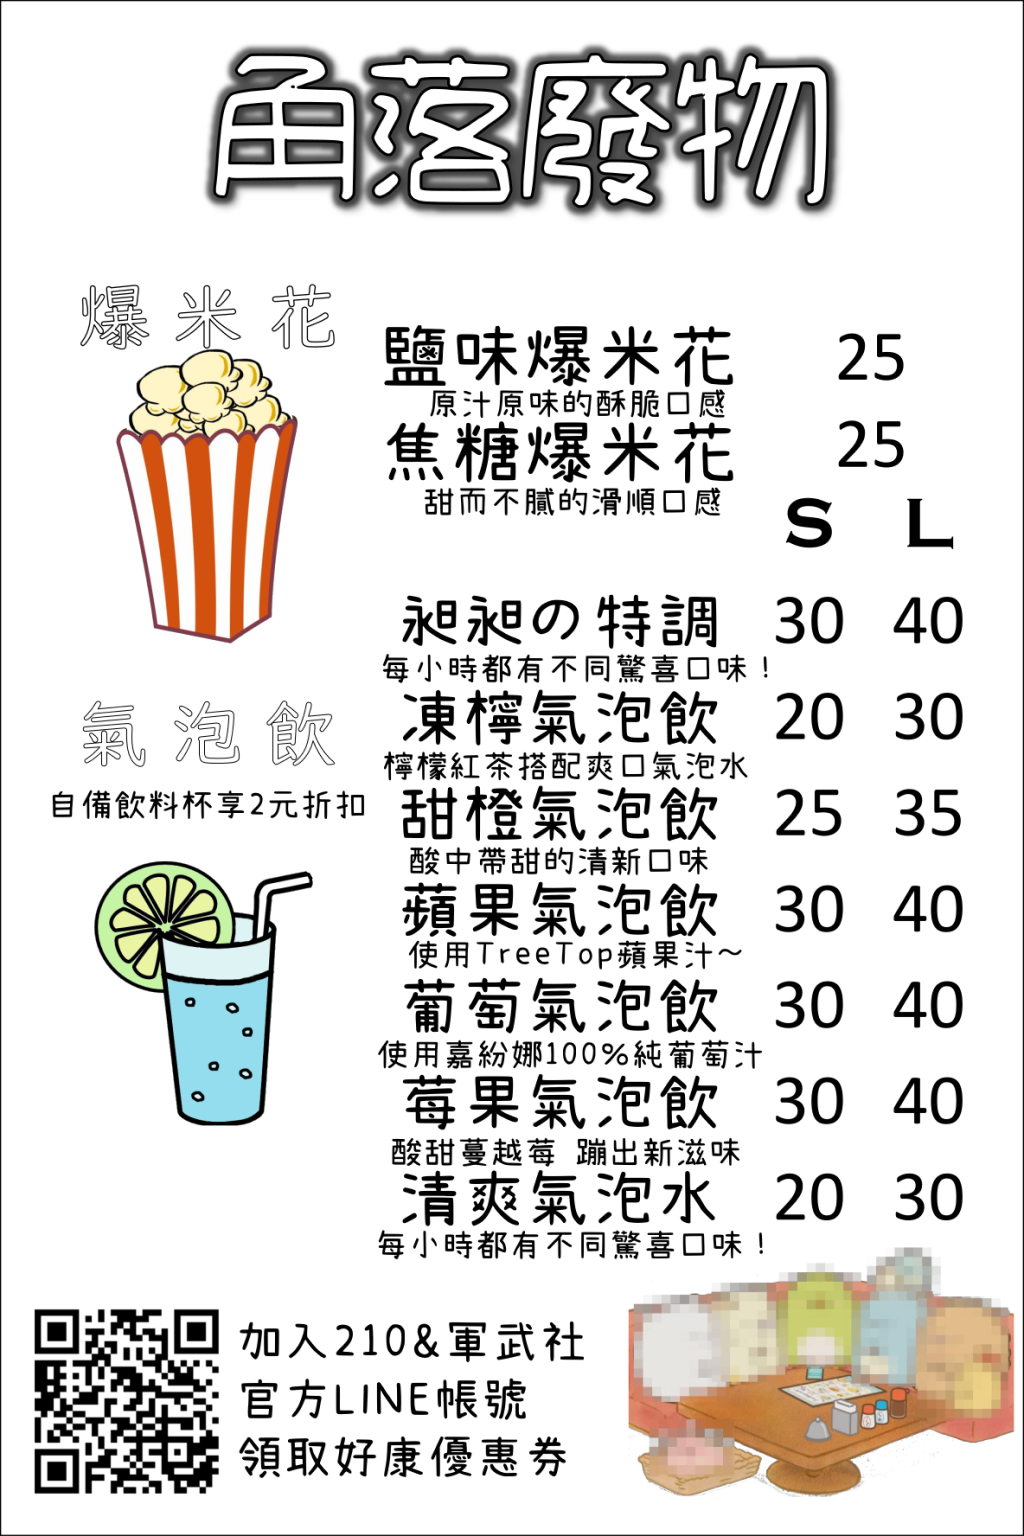 角落廢物
爆米花
鹽味爆米花 25
原汁原味的酥脆口感
焦糖爆米花 25
甜而不膩的滑順口感
S L
昶昶の特調 30 40
每小時都有不同驚喜口味！
凍檸氣泡飲 20 30
檸檬紅茶搭配爽口氣泡水
氣泡飲
自備飲料杯享2元折扣
甜橙氣泡飲 25 35
酸中帶甜的清新口味
蘋果氣泡飲 30 40
使用TreeTop蘋果汁～
葡萄氣泡飲 30 40
使用嘉紛娜100%純葡萄汁
莓果氣泡飲 30 40
酸甜蔓越莓 蹦出新滋味
清爽氣泡水 20 30
每小時都有不同驚喜口味！
加入210&軍武社
官方LINE帳號
領取好康優惠券